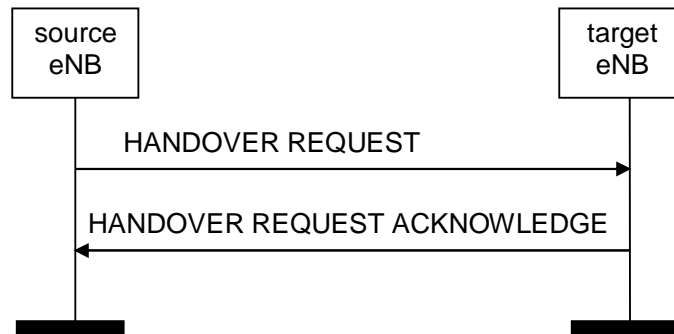 source
eNB
target
eNB
HANDOVER REQUEST
HANDOVER REQUEST ACKNOWLEDGE